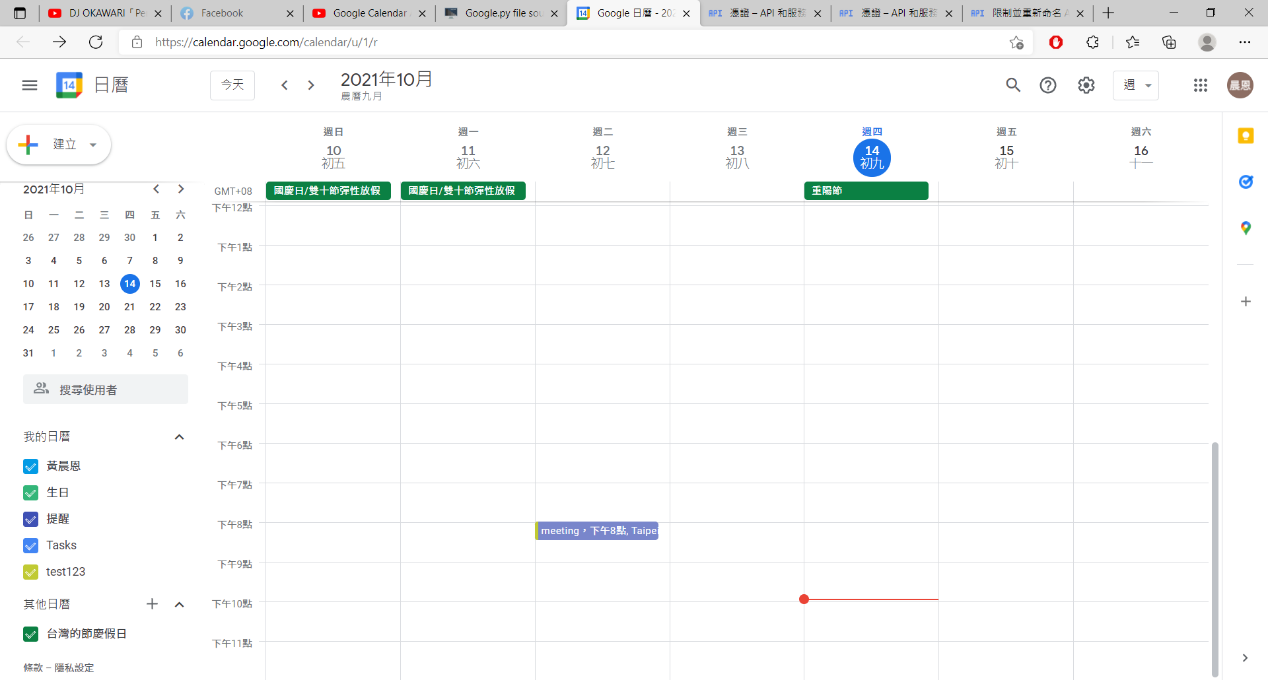 DJ OKAWARI「Pe
Facebook
Google Calendar
Google.py file sou
Google 日曆 - 202
憑證 – API 和服務
憑證 – API 和服務
限制並重新命名 A
https://calendar.google.com/calendar/u/1/r
14
日曆
今天
2021年10月
農曆九月
週
晨恩
建立
週日 週一 週二 週三 週四 週五 週六
10 11 12 13 14 15 16
初五 初六 初七 初八 初九 初十 十一
GMT+08
國慶日/雙十節彈性放假
國慶日/雙十節彈性放假
重陽節
2021年10月
日 一 二 三 四 五 六
26 27 28 29 30 1 2
3 4 5 6 7 8 9
10 11 12 13 14 15 16
17 18 19 20 21 22 23
24 25 26 27 28 29 30
31 1 2 3 4 5 6
搜尋使用者
我的日曆
黃晨恩
生日
提醒
Tasks
test123
其他日曆
台灣的節慶假日
條款 – 隱私設定
下午12點
下午1點
下午2點
下午3點
下午4點
下午5點
下午6點
下午7點
下午8點
meeting，下午8點, Taipei
下午9點
下午10點
下午11點